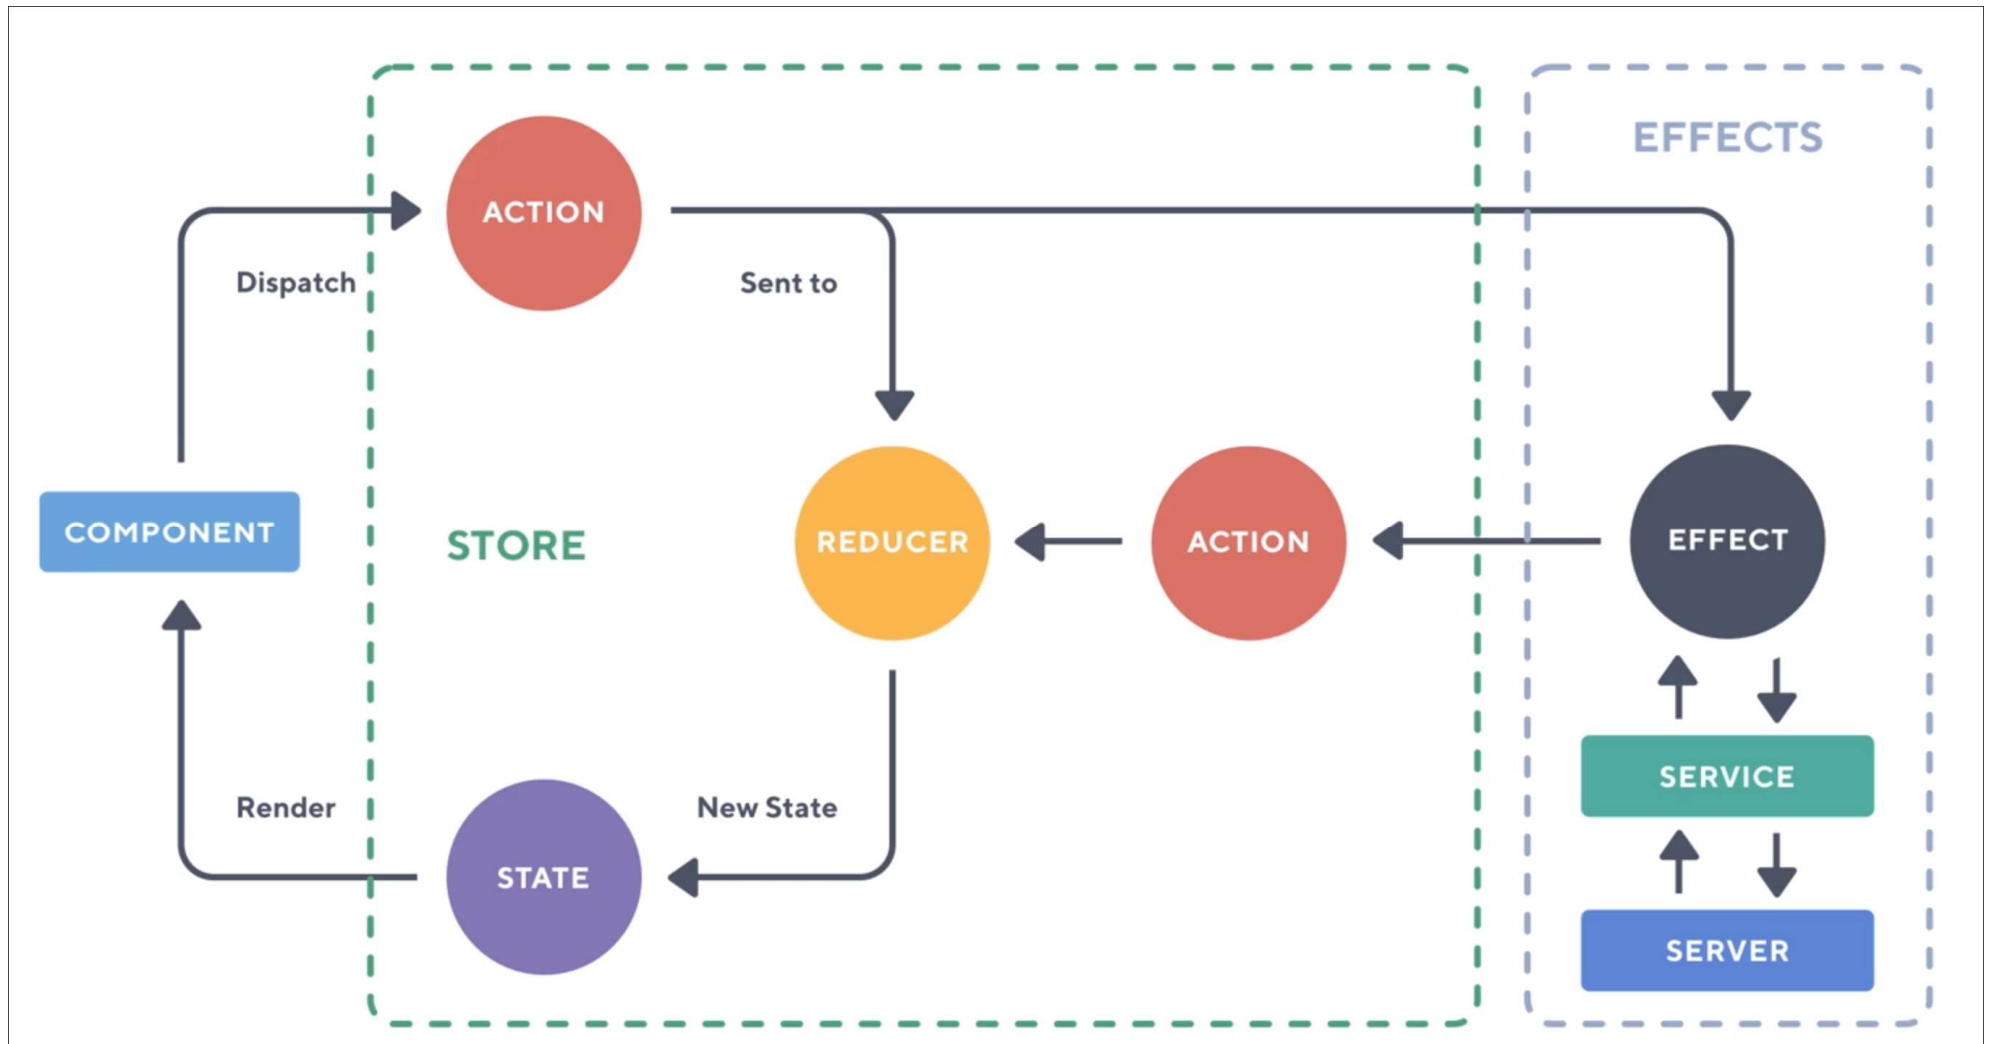 EFFECTS
ACTION
Dispatch
Sent to
COMPONENT
STORE
REDUCER
ACTION
EFFECT
SERVICE
Render
New State
STATE
SERVER